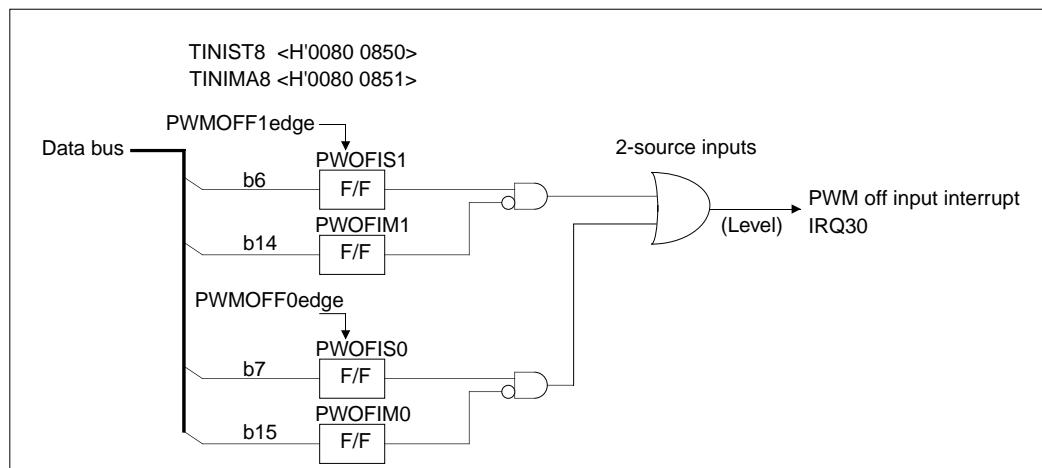 TINIST8 <H'0080 0850>
TINIMA8 <H'0080 0851>
PWMOFF1edge
Data bus
PWOFIS1
2-source inputs
b6
F/F
PWOFIM1
PWM off input interrupt
(Level)
IRQ30
b14
F/F
PWMOFF0edge
PWOFIS0
b7
F/F
PWOFIM0
b15
F/F